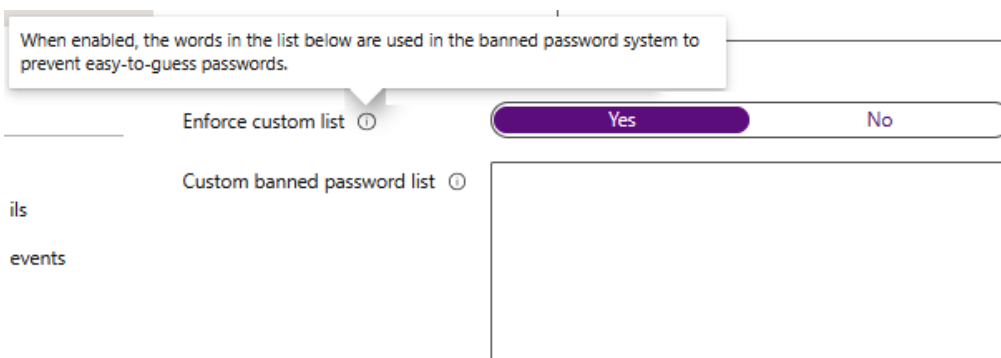 When enabled, the words in the list below are used in the banned password system to
prevent easy-to-guess passwords.
Enforce custom list
Yes
No
Custom banned password list
ils
events